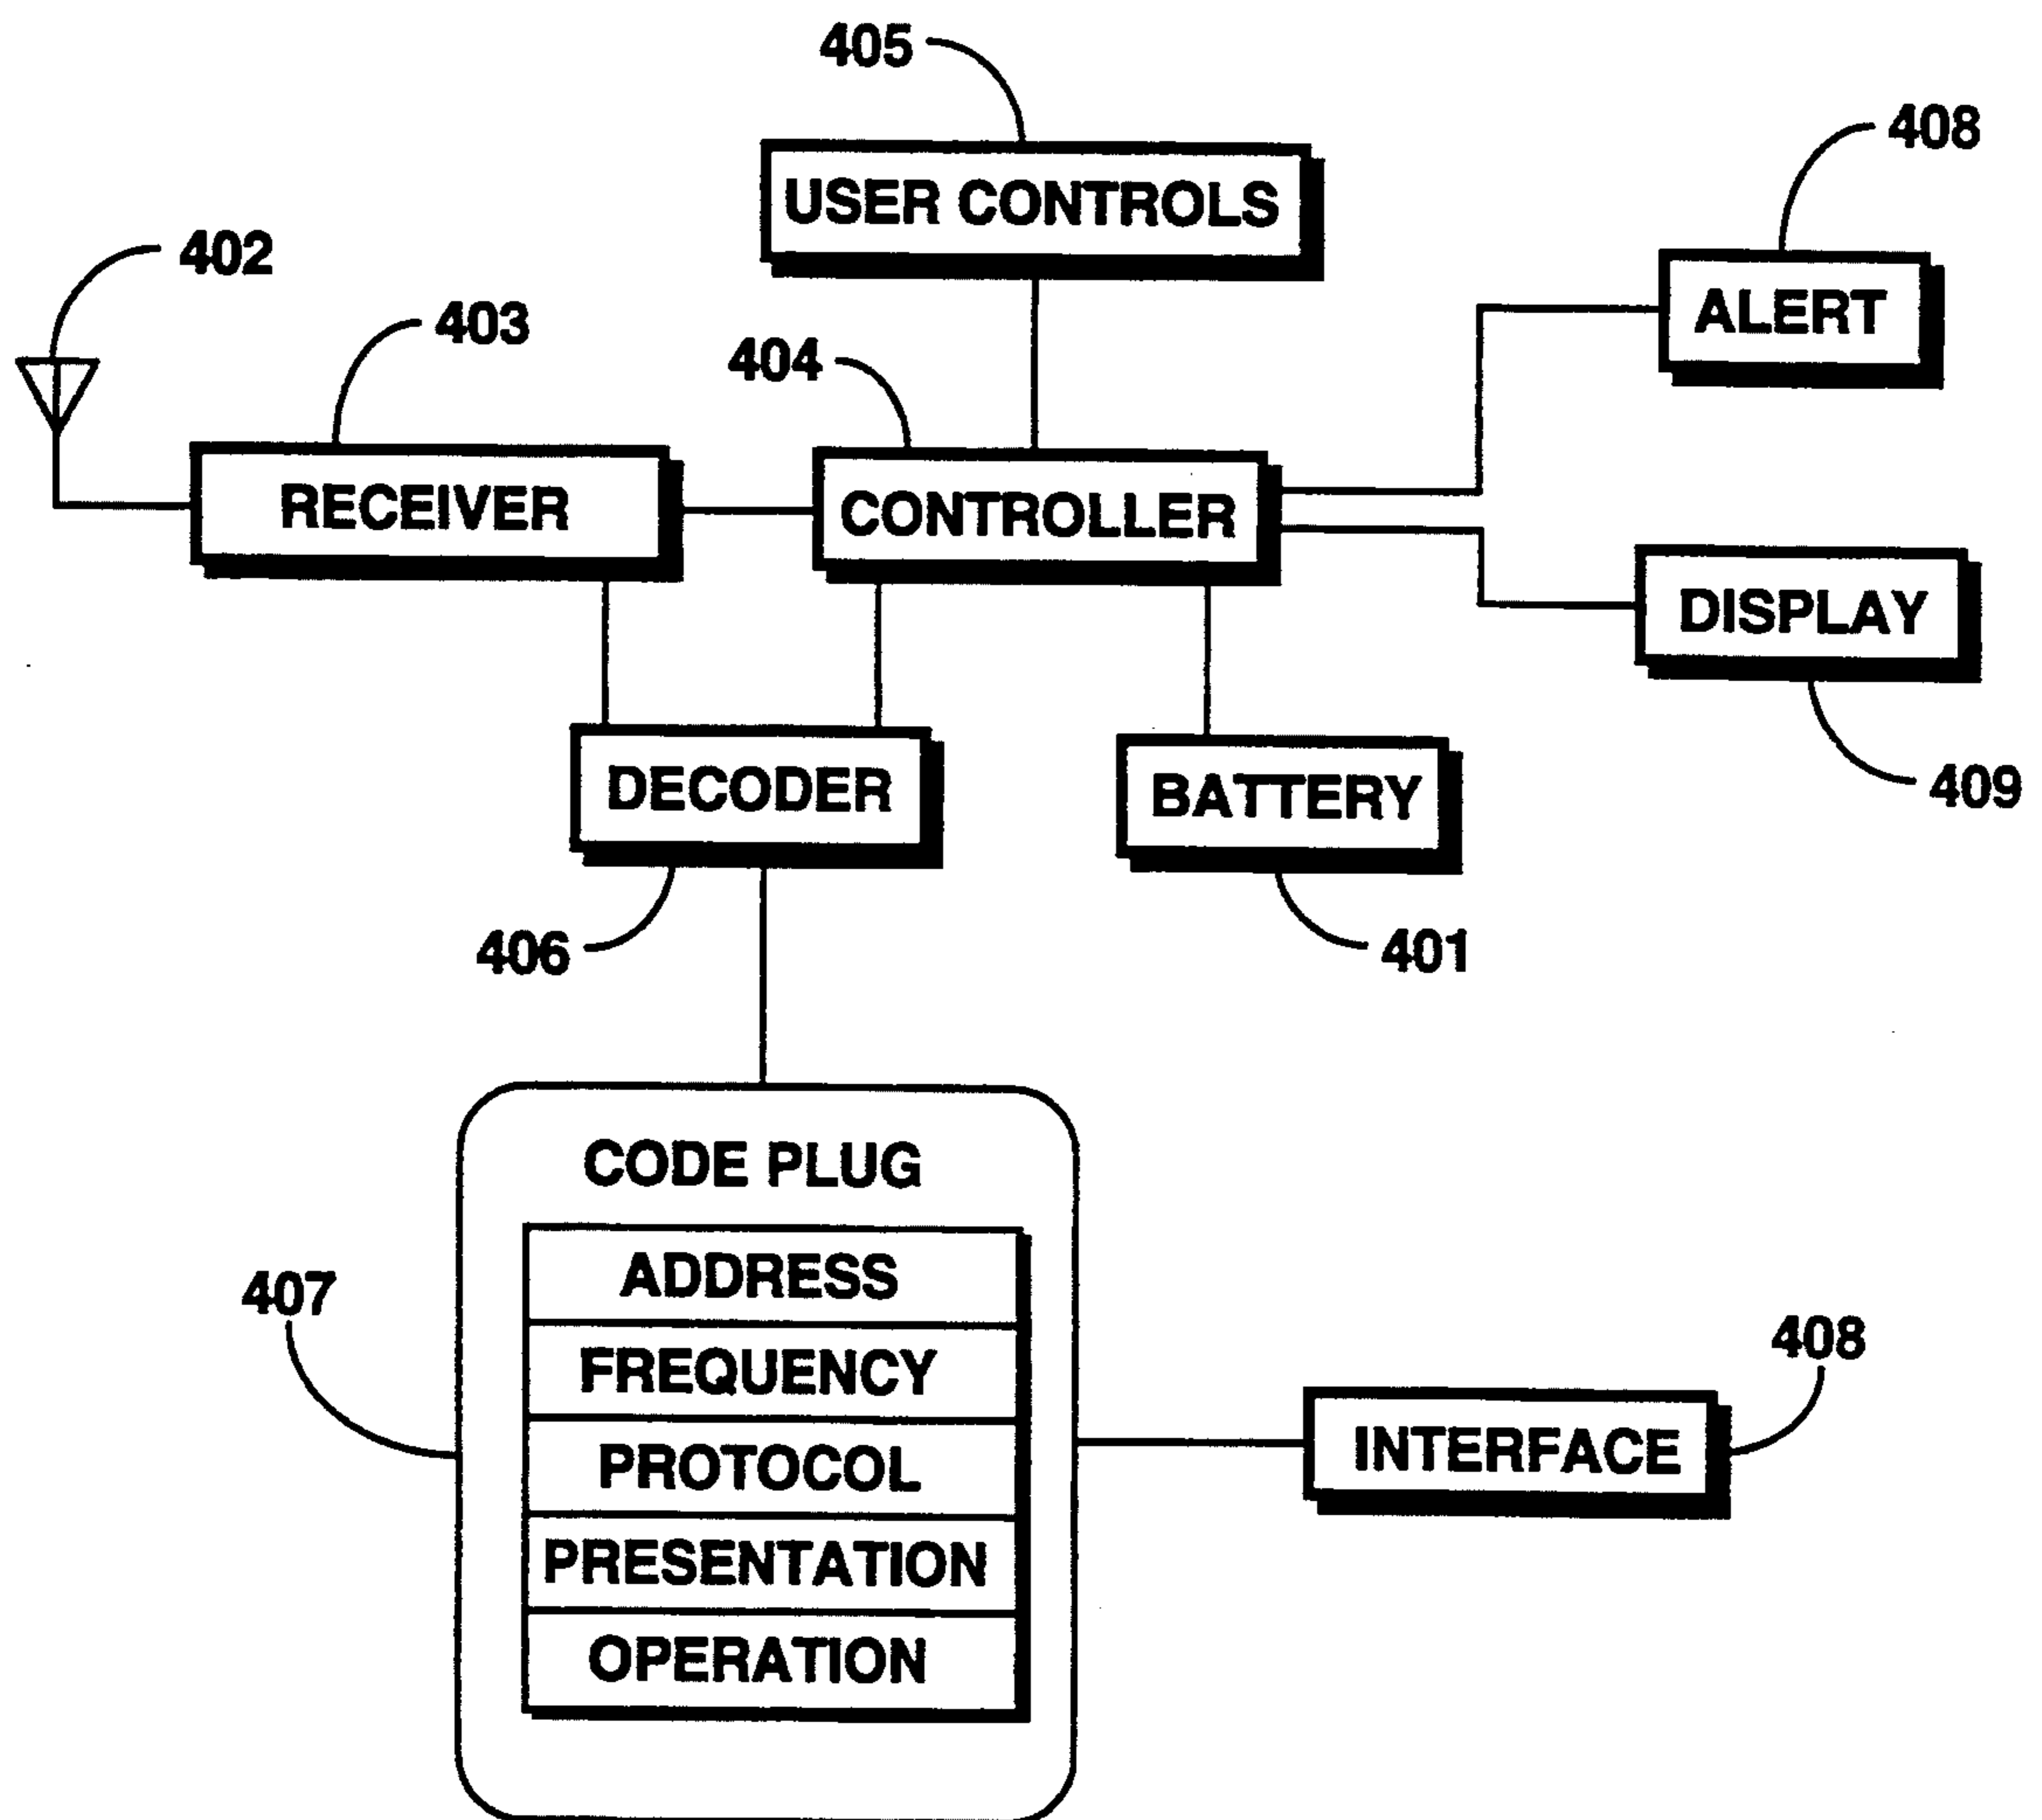 405
USER CONTROLS
408
ALERT
402
403
404
RECEIVER
CONTROLLER
DISPLAY
409
DECODER
BATTERY
406
401
CODE PLUG
ADDRESS
FREQUENCY
PROTOCOL
PRESENTATION
OPERATION
407
408
INTERFACE